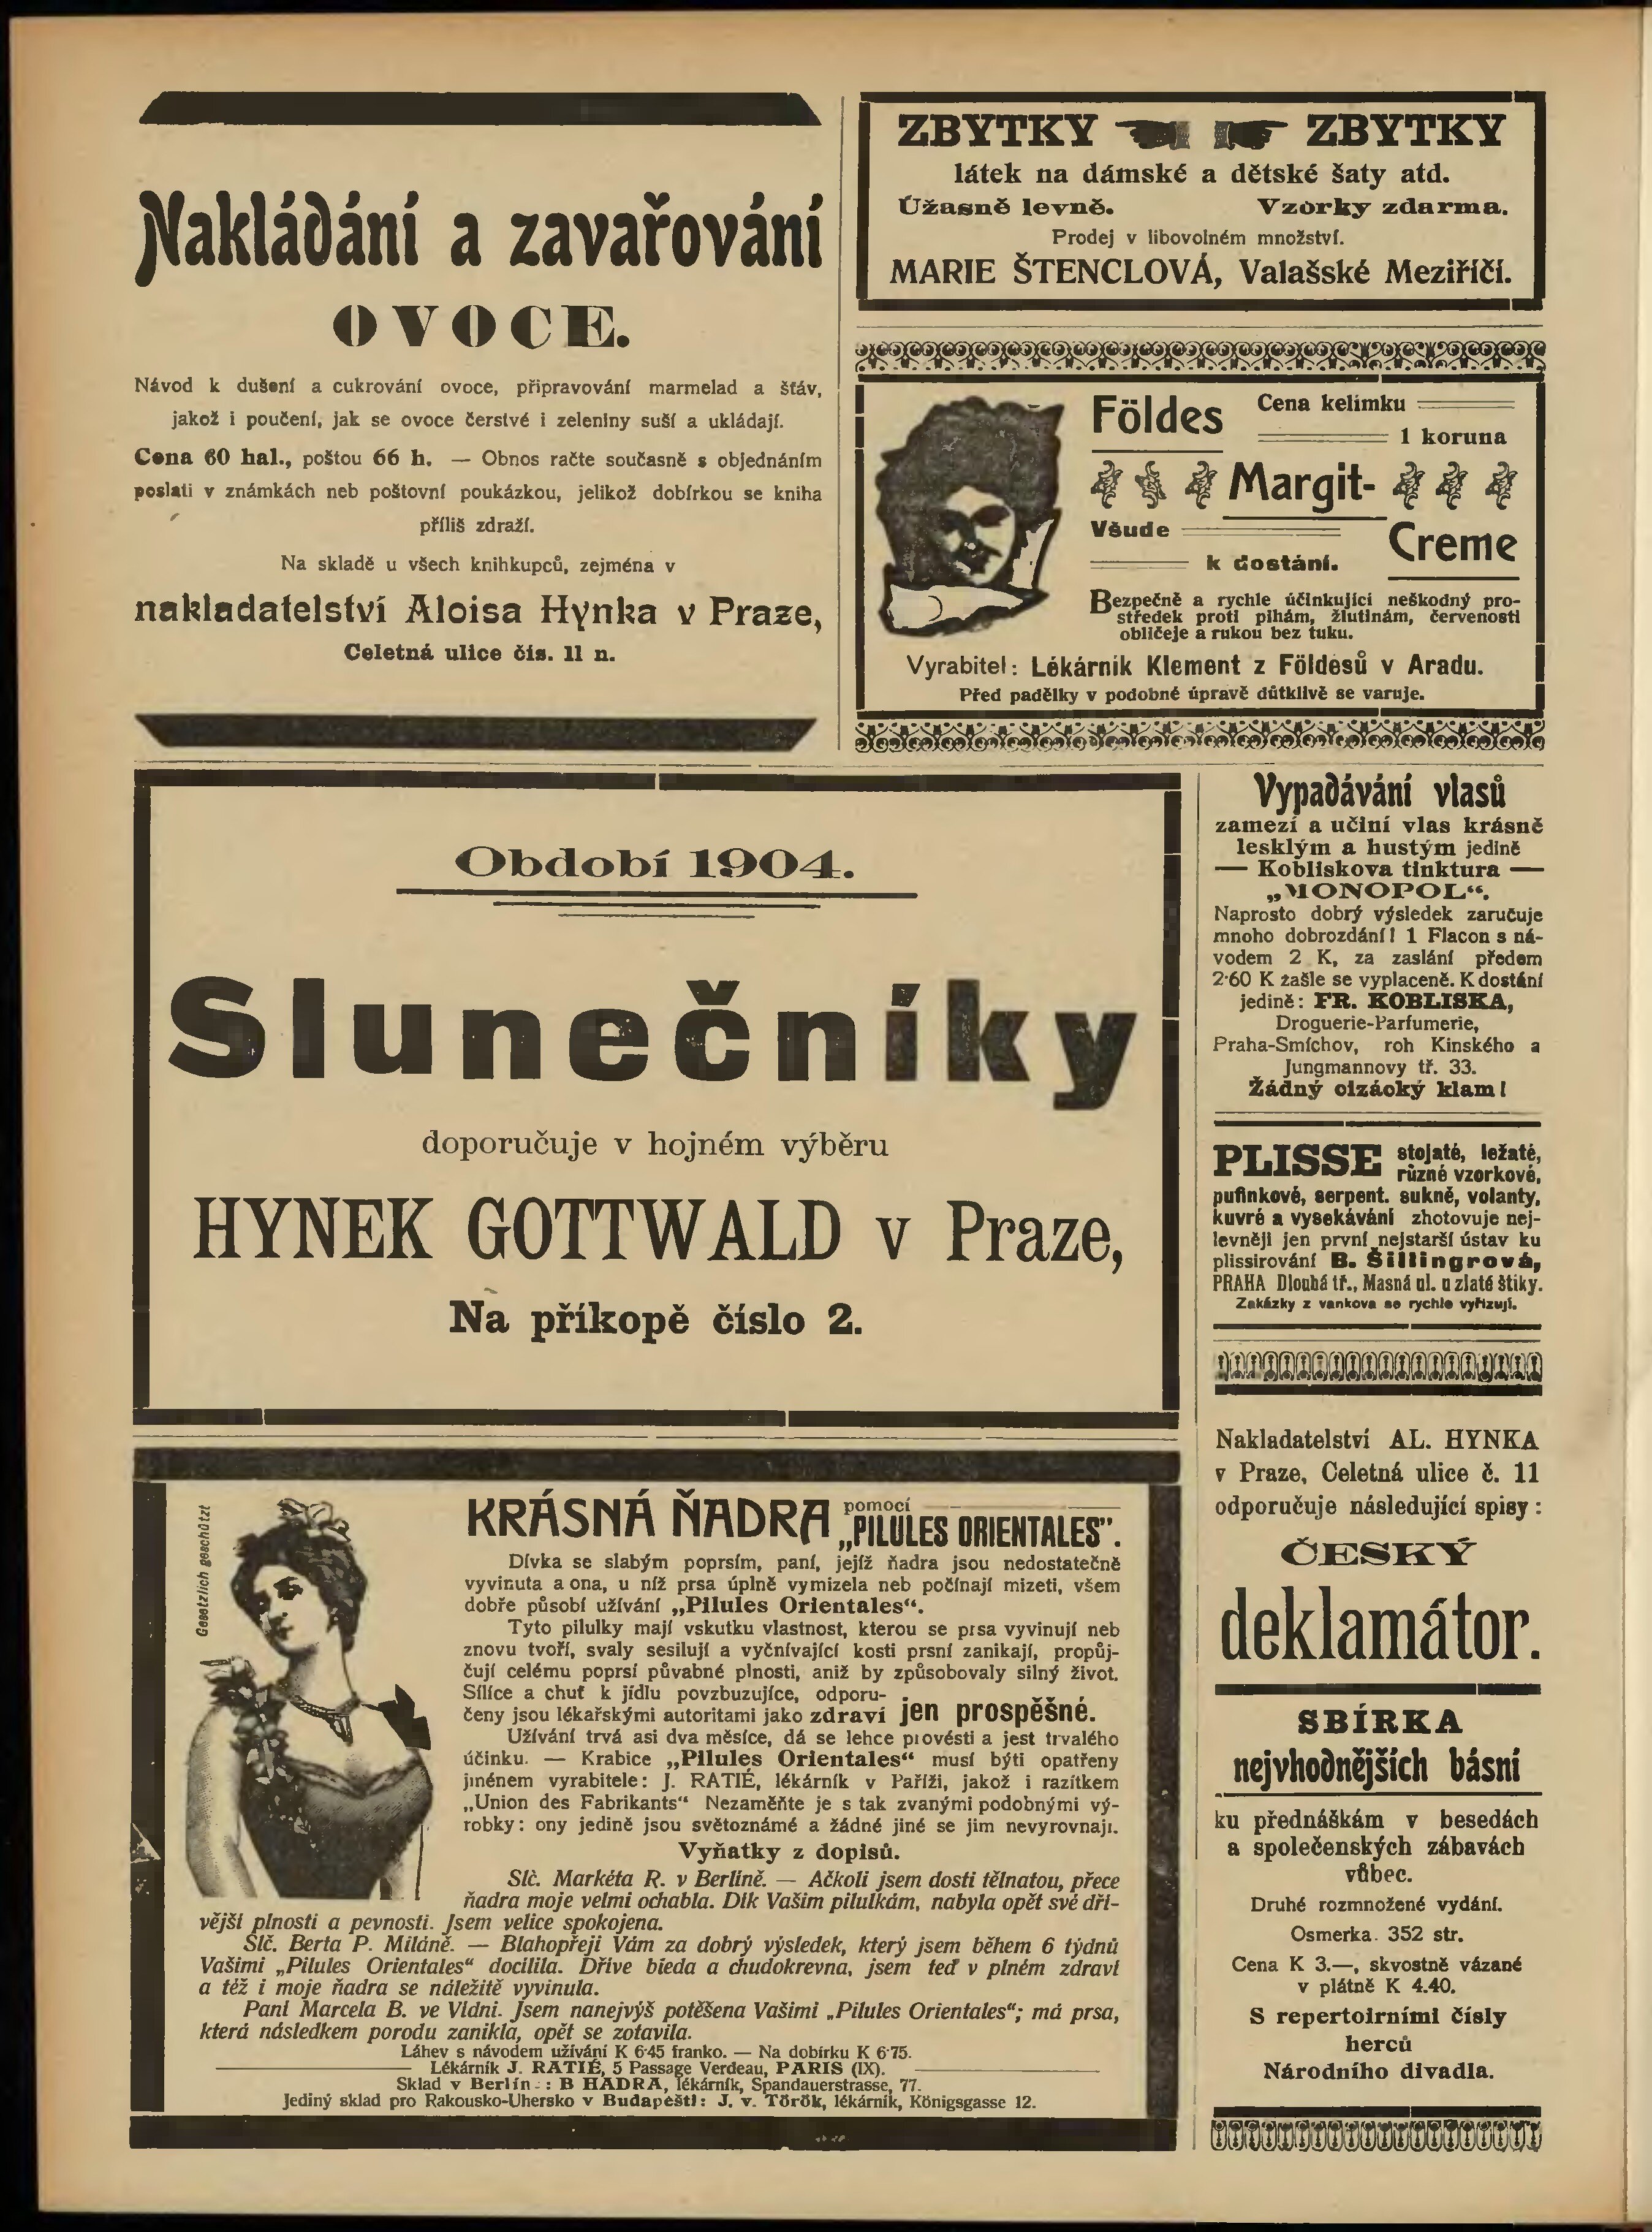 Nakládání a zavařování
OVOCE.
Návod k dušení a cukrování ovoce, připravování marmelad a šťáv,
jakož i poučení, jak se ovoce čerstvé i zeleniny suší a ukládají.
Cena 60 hal., poštou 66 h. — Obnos račte současně s objednáním
poslati v známkách neb poštovní poukázkou, jelikož dobírkou se kniha
příliš zdraží.
Na skladě u všech knihkupců, zejména v
nakladatelství Aloisa Hynka v Praze,
Celetná ulice čís. 11 n.
ZBYTKY ZBYTKY
látek na dámské a dětské šaty atd.
Úžasně levně. Vzorky zdarma.
Prodej v libovolném množství.
MARIE ŠTENCLOVÁ, Valašské Meziříčí.
Földes Cena kelímku
1 koruna
Margit-
Všude
Creme
k dostání.
Bezpečně a rychle účinkující neškodný pro-
středek proti pihám, žlutinám, červenosti
obličeje a rukou bez tuku.
Vyrabitel: Lékárník Klement z Földesů v Aradu.
Před padělky v podobné úpravě důtklivě se varuje.
Období 1904.
Slunečníky
doporučuje v hojném výběru
HYNEK GOTTWALD v Praze,
Na příkopě číslo 2.
Vypadávání vlasů
zamezí a učiní vlas krásně
lesklým a hustým jedině
— Kobliskova tinktura —
„MONOPOL“.
Naprosto dobrý výsledek zaručuje
mnoho dobrozdání! 1 Flacon s ná-
vodem 2 K, za zaslání předem
2·60 K zašle se vyplaceně. K dostání
jedině: FR. KOBLISKA,
Droguerie-Parfumerie,
Praha-Smíchov, roh Kinského a
Jungmannovy tř. 33.
Žádný cizácký klam!
PLISSE stojaté, ležaté,
různé vzorkové,
pufinkové, serpent. sukně, volanty,
kuvré a vysekávání zhotovuje nej-
levněji jen první nejstarší ústav ku
plissirování B. Šillingrová,
PRAHA Dlouhá tř., Masná ul. u zlaté štiky.
Zakázky z vankova se rychle vyřizují.
Gesetzlich geschützt
KRÁSNÁ ŇADRA pomocí
„PILULES ORIENTALES”.
Dívka se slabým poprsím, paní, jejíž ňadra jsou nedostatečně
vyvinuta a ona, u níž prsa úplně vymizela neb počínají mizeti, všem
dobře působí užívání „Pilules Orientales“.
Tyto pilulky mají vskutku vlastnost, kterou se prsa vyvinují neb
znovu tvoří, svaly sesilují a vyčnívající kosti prsní zanikají, propůj-
čují celému poprsí půvabné plnosti, aniž by způsobovaly silný život.
Sílíce a chuť k jídlu povzbuzujíce, odporu-
čeny jsou lékařskými autoritami jako zdraví jen prospěšné.
Užívání trvá asi dva měsíce, dá se lehce provésti a jest trvalého
účinku. — Krabice „Pilules Orientales“ musí býti opatřeny
jménem vyrabitele: J. RATIÉ, lékárník v Paříži, jakož i razítkem
„Union des Fabrikants“ Nezaměňte je s tak zvanými podobnými vý-
robky: ony jedině jsou světoznámé a žádné jiné se jim nevyrovnají.
Vyňatky z dopisů.
Slč. Markéta R. v Berlíně. — Ačkoli jsem dosti tělnatou, přece
ňadra moje velmi ochabla. Dík Vašim pilulkám, nabyla opět své dří-
vější plnosti a pevnosti. Jsem velice spokojena.
Slč. Berta P. Miláně. — Blahopřeji Vám za dobrý výsledek, který jsem během 6 týdnů
Vašimi „Pilules Orientales“ docílila. Dříve bieda a chudokrevna, jsem teď v plném zdraví
a též i moje ňadra se náležitě vyvinula.
Paní Marcela B. ve Vídni. Jsem nanejvýš potěšena Vašimi „Pilules Orientales“; má prsa,
která následkem porodu zanikla, opět se zotavila.
Láhev s návodem užívání K 6·45 franko. — Na dobírku K 6·75.
Lékárník J. RATIÉ, 5 Passage Verdeau, PARIS (IX).
Sklad v Berlín : B HADRA, lékárník, Spandauerstrasse, 77.
Jediný sklad pro Rakousko-Uhersko v Budapešti: J. v. Török, lékárník, Königsgasse 12.
Nakladatelství AL. HYNKA
v Praze, Celetná ulice č. 11
odporučuje následující spisy:
ČESKÝ
deklamátor.
SBÍRKA
nejvhodnějších básní
ku přednáškám v besedách
a společenských zábavách
vůbec.
Druhé rozmnožené vydání.
Osmerka. 352 str.
Cena K 3.—, skvostně vázané
v plátně K 4.40.
S repertoirními čísly
herců
Národního divadla.